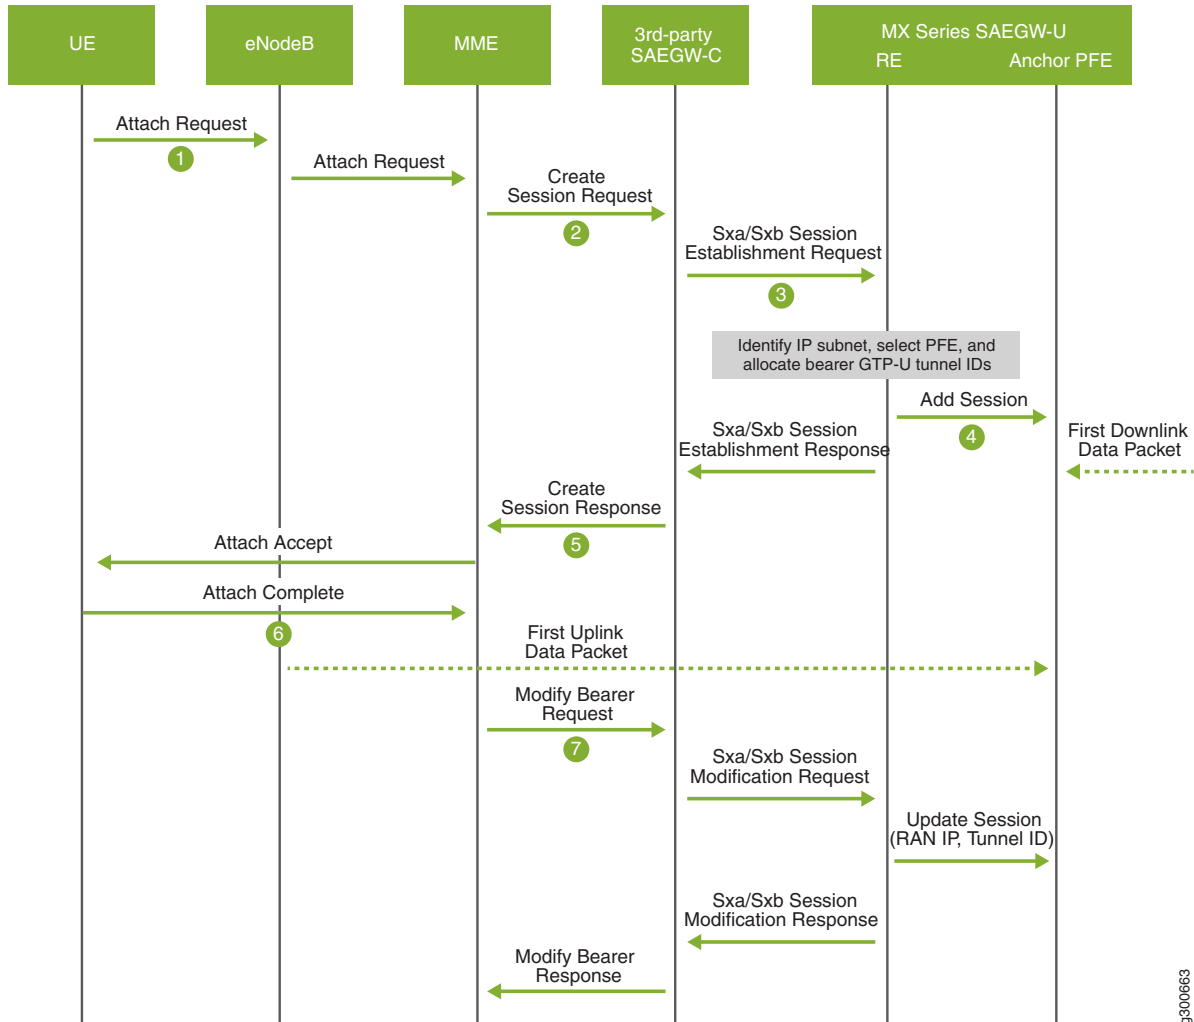 UE
eNodeB
MME
3rd-party
SAEGW-C
MX Series SAEGW-U
RE
Anchor PFE
Attach Request
1
Attach Request
Create
Session Request
2
Sxa/Sxb Session
Establishment Request
3
Identify IP subnet, select PFE, and
allocate bearer GTP-U tunnel IDs
Add Session
4
Sxa/Sxb Session
Establishment Response
First Downlink
Data Packet
Create
Session Response
5
Attach Accept
Attach Complete
6
First Uplink
Data Packet
Modify Bearer
Request
7
Sxa/Sxb Session
Modification Request
Update Session
(RAN IP, Tunnel ID)
Sxa/Sxb Session
Modification Response
Modify Bearer
Response
g300663